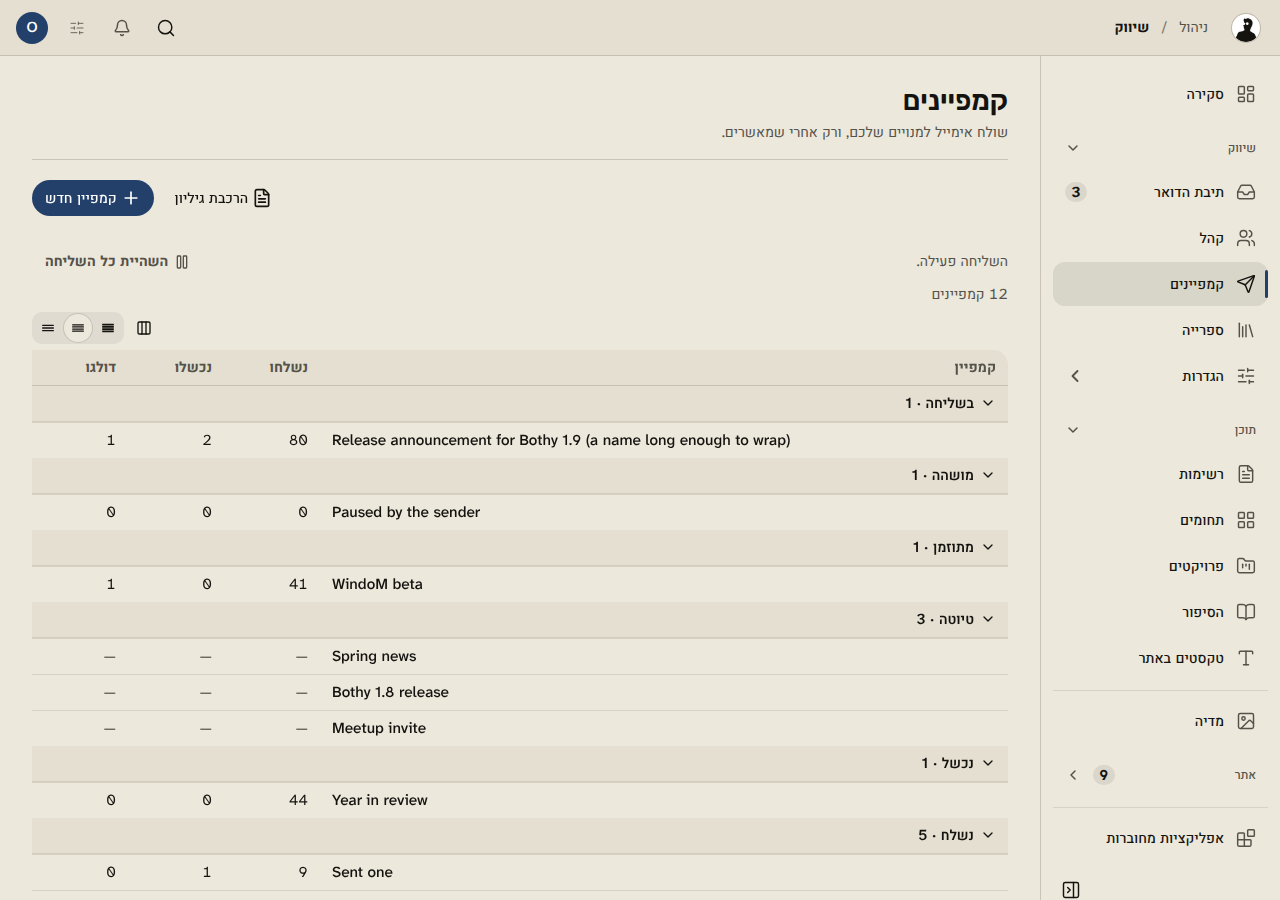 ניהול / שיווק
O
סקירה
שיווק
תיבת הדואר 3
קהל
קמפיינים
ספרייה
הגדרות
תוכן
רשימות
תחומים
פרויקטים
הסיפור
טקסטים באתר
מדיה
אתר 9
אפליקציות מחוברות
קמפיינים
שולח אימייל למנויים שלכם, ורק אחרי שמאשרים.
הרכבת גיליון
קמפיין חדש
השליחה פעילה.
השהיית כל השליחה
12 קמפיינים
קמפיין נשלחו נכשלו דולגו
בשליחה · 1
Release announcement for Bothy 1.9 (a name long enough to wrap) 80 2 1
מושהה · 1
Paused by the sender 0 0 0
מתוזמן · 1
WindoM beta 41 0 1
טיוטה · 3
Spring news — — —
Bothy 1.8 release — — —
Meetup invite — — —
נכשל · 1
Year in review 44 0 0
נשלח · 5
Sent one 9 1 0